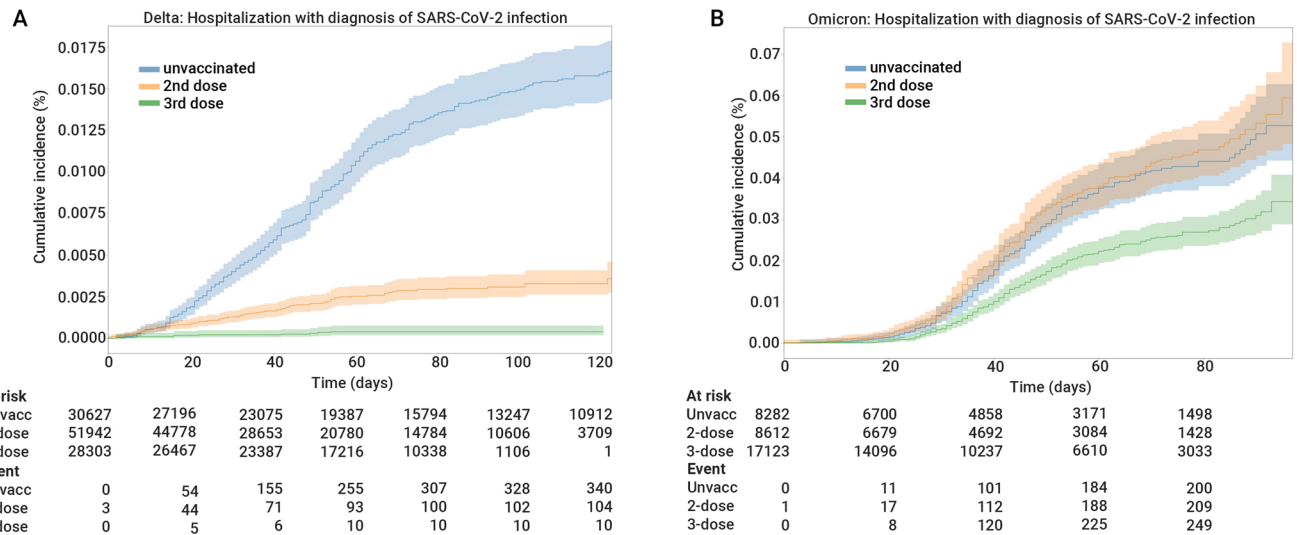 A
Delta: Hospitalization with diagnosis of SARS-CoV-2 infection
Cumulative incidence (%)
0.0175
0.0150
0.0125
0.0100
0.0075
0.0050
0.0025
0.0000
unvaccinated
2nd dose
3rd dose
0 20 40 60 80 100 120
Time (days)
risk
vacc 30627 27196 23075 19387 15794 13247 10912
dose 51942 44778 28653 20780 14784 10606 3709
dose 28303 26467 23387 17216 10338 1106 1
ent
vacc 0 54 155 255 307 328 340
dose 3 44 71 93 100 102 104
dose 0 5 6 10 10 10 10
B
Omicron: Hospitalization with diagnosis of SARS-CoV-2 infection
Cumulative incidence (%)
0.07
0.06
0.05
0.04
0.03
0.02
0.01
0.00
unvaccinated
2nd dose
3rd dose
0 20 40 60 80
Time (days)
At risk
Unvacc 8282 6700 4858 3171 1498
2-dose 8612 6679 4692 3084 1428
3-dose 17123 14096 10237 6610 3033
Event
Unvacc 0 11 101 184 200
2-dose 1 17 112 188 209
3-dose 0 8 120 225 249